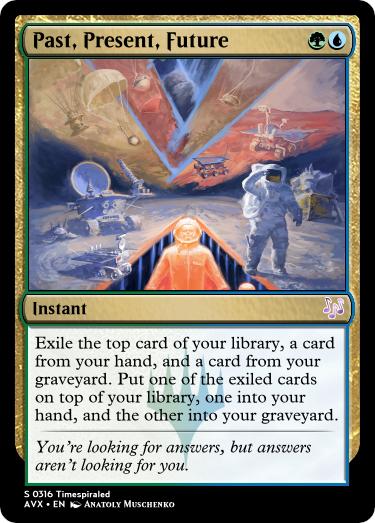 Past, Present, Future
Instant
Exile the top card of your library, a card
from your hand, and a card from your
graveyard. Put one of the exiled cards
on top of your library, one into your
hand, and the other into your graveyard.
You're looking for answers, but answers
aren't looking for you.
S 0316 Timespiraled
AVX • EN Anatoly Muschenko